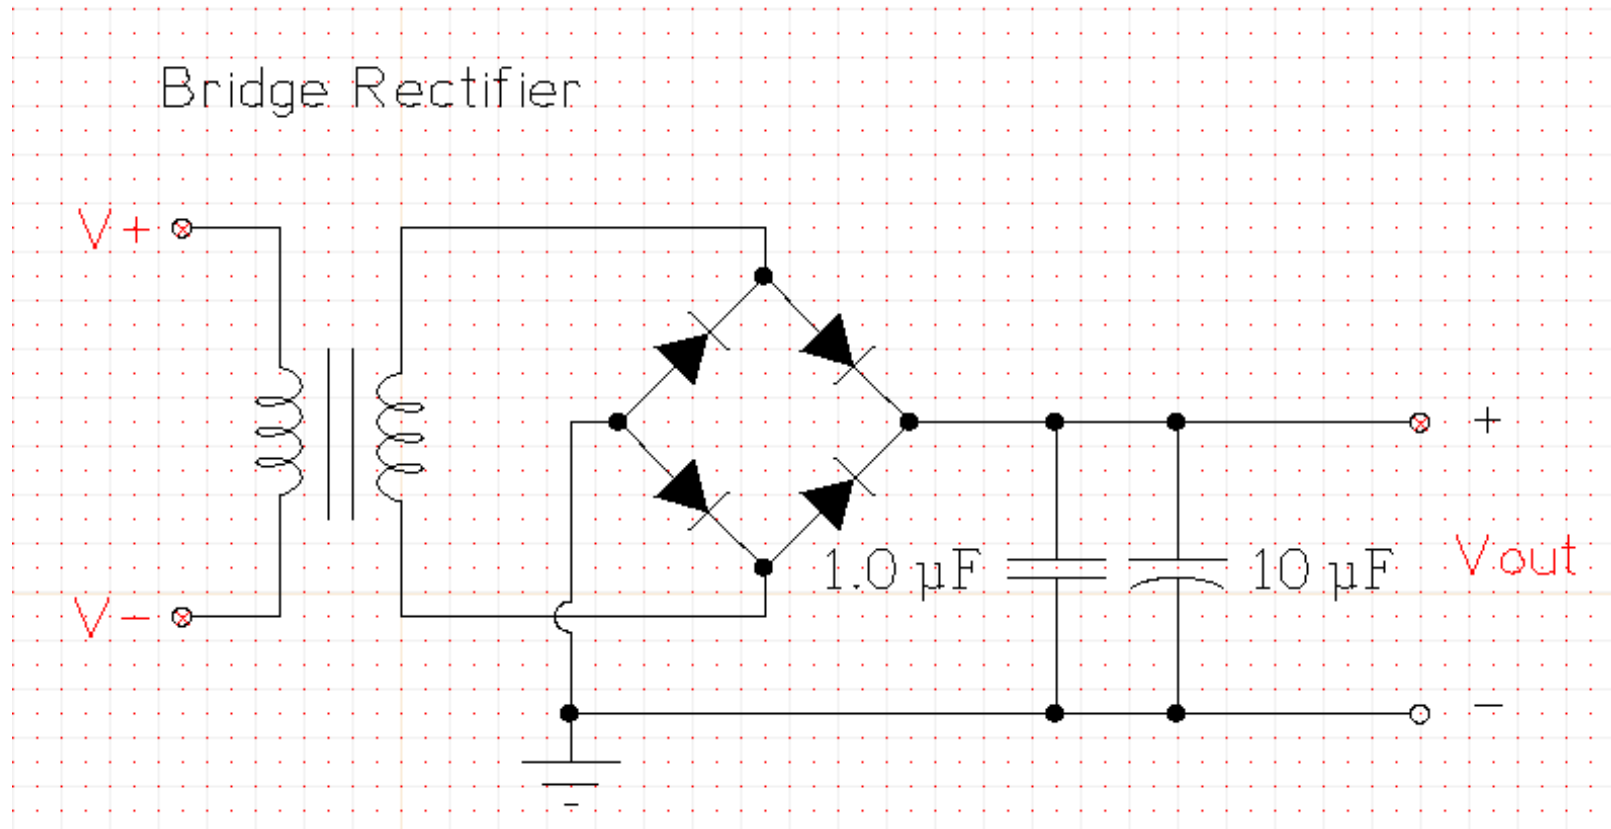 Bridge Rectifier
V+
+
1.0 µF
10 µF
Vout
V-
-